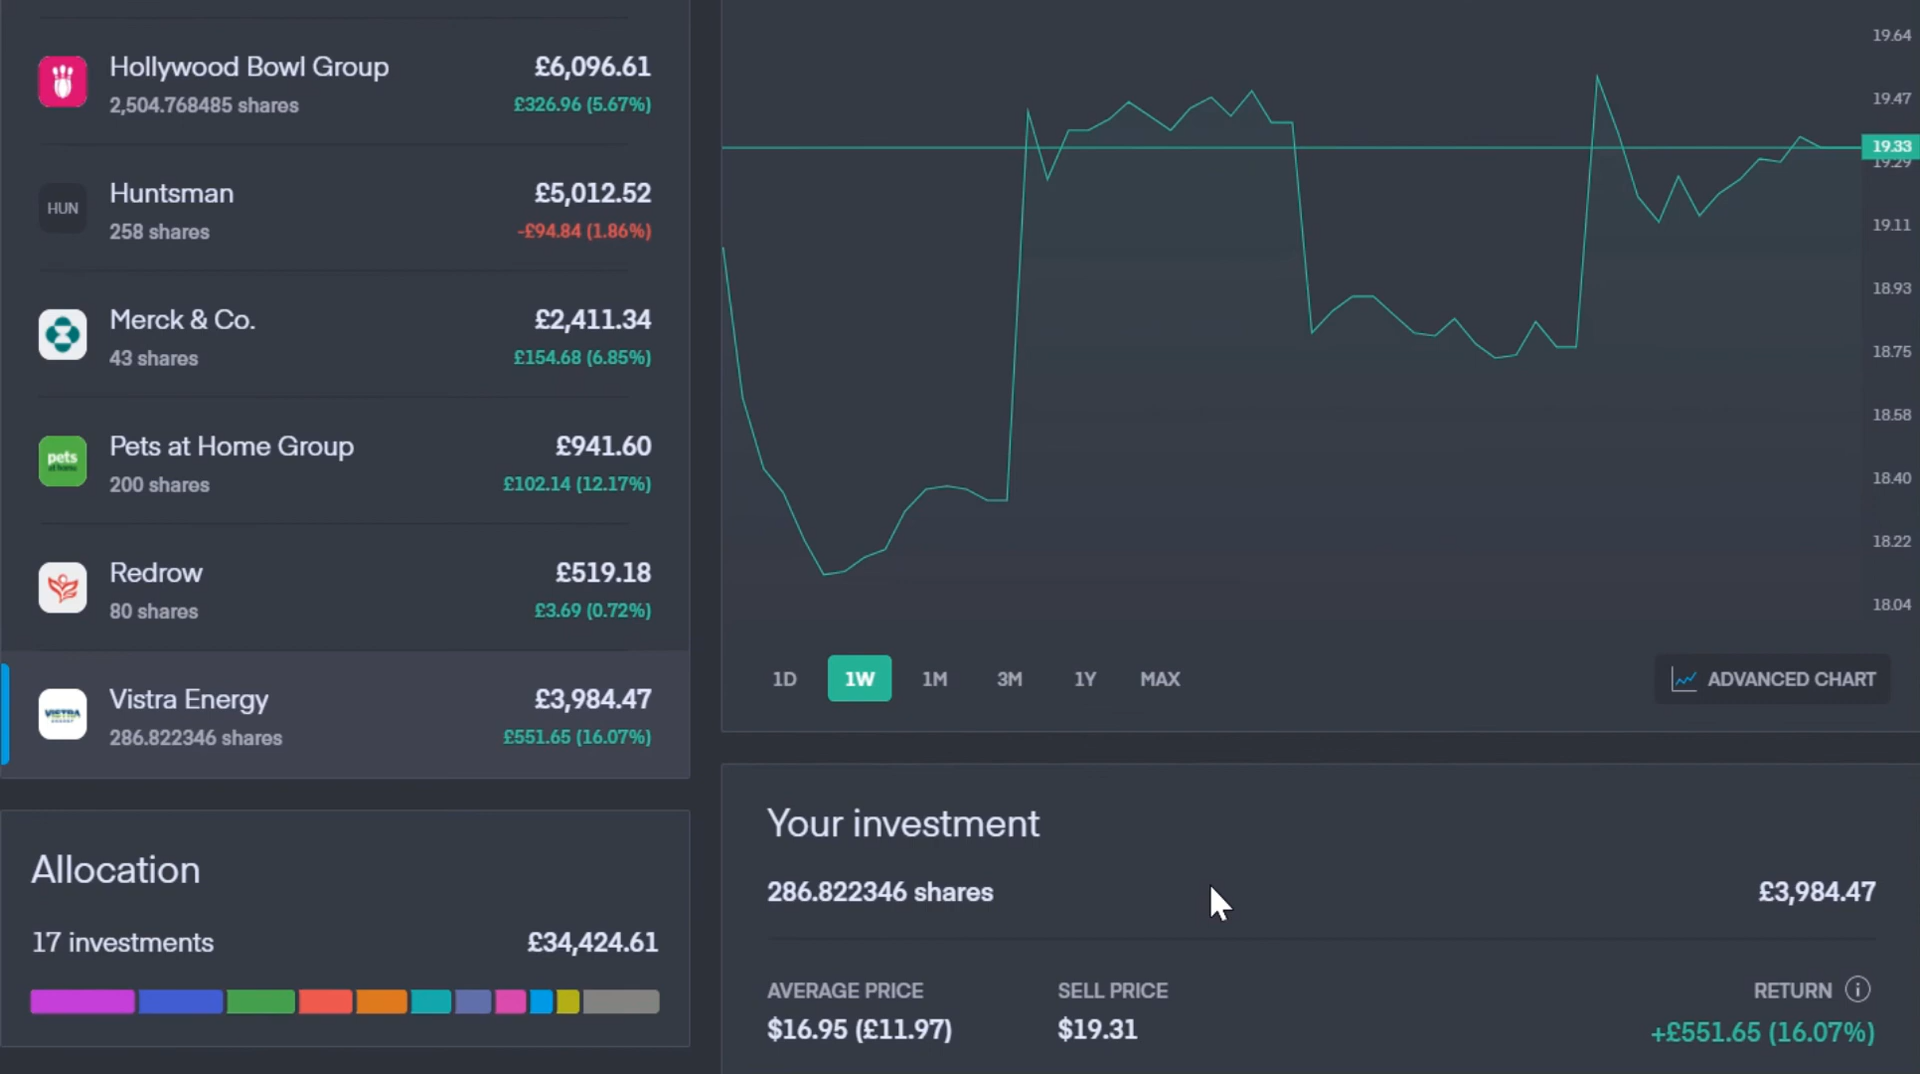 Hollywood Bowl Group
£6,096.61
2,504.768485 shares
£326.96 (5.67%)
HUN
Huntsman
£5,012.52
258 shares
-£94.84 (1.86%)
Merck & Co.
£2,411.34
43 shares
£154.68 (6.85%)
pets
at home
Pets at Home Group
£941.60
200 shares
£102.14 (12.17%)
Redrow
£519.18
80 shares
£3.69 (0.72%)
VISTRA
ENERGY
Vistra Energy
£3,984.47
286.822346 shares
£551.65 (16.07%)
Allocation
17 investments
£34,424.61
19.64
19.47
19.33
19.29
19.11
18.93
18.75
18.58
18.40
18.22
18.04
1D 1W 1M 3M 1Y MAX
ADVANCED CHART
Your investment
286.822346 shares
£3,984.47
AVERAGE PRICE
$16.95 (£11.97)
SELL PRICE
$19.31
RETURN i
+£551.65 (16.07%)